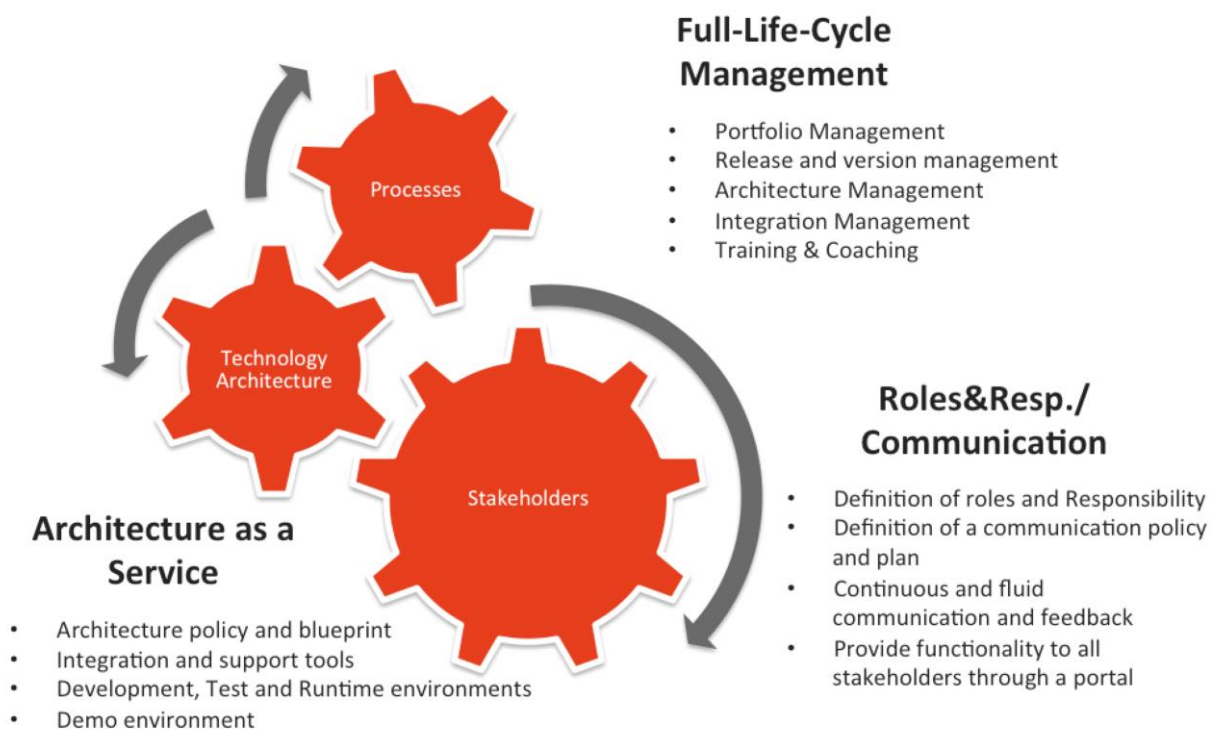 Full-Life-Cycle
Management
• Portfolio Management
• Release and version management
• Architecture Management
• Integration Management
• Training & Coaching
Processes
Technology
Architecture
Stakeholders
Roles&Resp./
Communication
• Definition of roles and Responsibility
• Definition of a communication policy
and plan
• Continuous and fluid
communication and feedback
• Provide functionality to all
stakeholders through a portal
Architecture as a
Service
• Architecture policy and blueprint
• Integration and support tools
• Development, Test and Runtime environments
• Demo environment